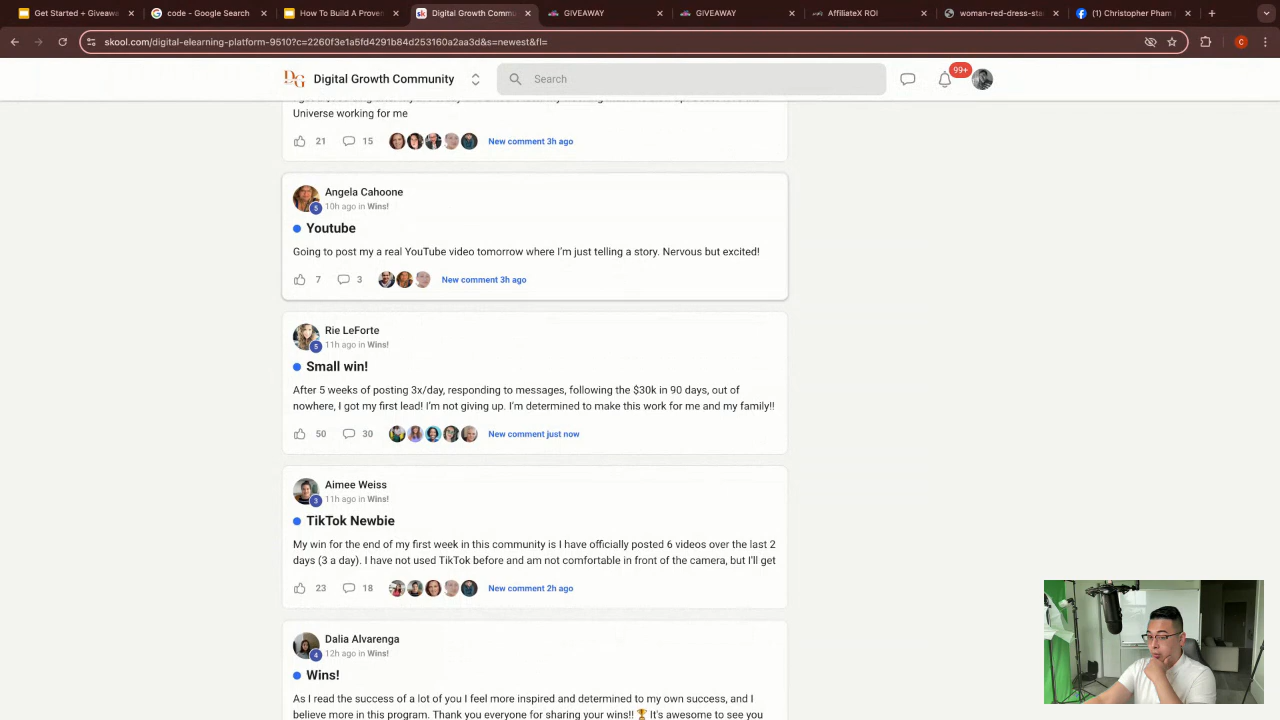 Get Started + Giveaw
code - Google Search
How To Build A Proven
Digital Growth Commu
GIVEAWAY
GIVEAWAY
AffiliateX ROI
woman-red-dress-sta
(1) Christopher Pham
skool.com/digital-elearning-platform-9510?c=2260f3e1a5fd4291b84d253160a2aa3d&s=newest&fl=
C
DG
Digital Growth Community
Search
99+
Universe working for me
21
15
New comment 3h ago
Angela Cahoone
5
10h ago in Wins!
Youtube
Going to post my a real YouTube video tomorrow where I'm just telling a story. Nervous but excited!
7
3
New comment 3h ago
Rie LeForte
5
11h ago in Wins!
Small win!
After 5 weeks of posting 3x/day, responding to messages, following the $30k in 90 days, out of
nowhere, I got my first lead! I'm not giving up. I'm determined to make this work for me and my family!!
50
30
New comment just now
Aimee Weiss
3
11h ago in Wins!
TikTok Newbie
My win for the end of my first week in this community is I have officially posted 6 videos over the last 2
days (3 a day). I have not used TikTok before and am not comfortable in front of the camera, but I'll get
23
18
New comment 2h ago
Dalia Alvarenga
4
12h ago in Wins!
Wins!
As I read the success of a lot of you I feel more inspired and determined to my own success, and I
believe more in this program. Thank you everyone for sharing your wins!! 🏆 It's awesome to see you